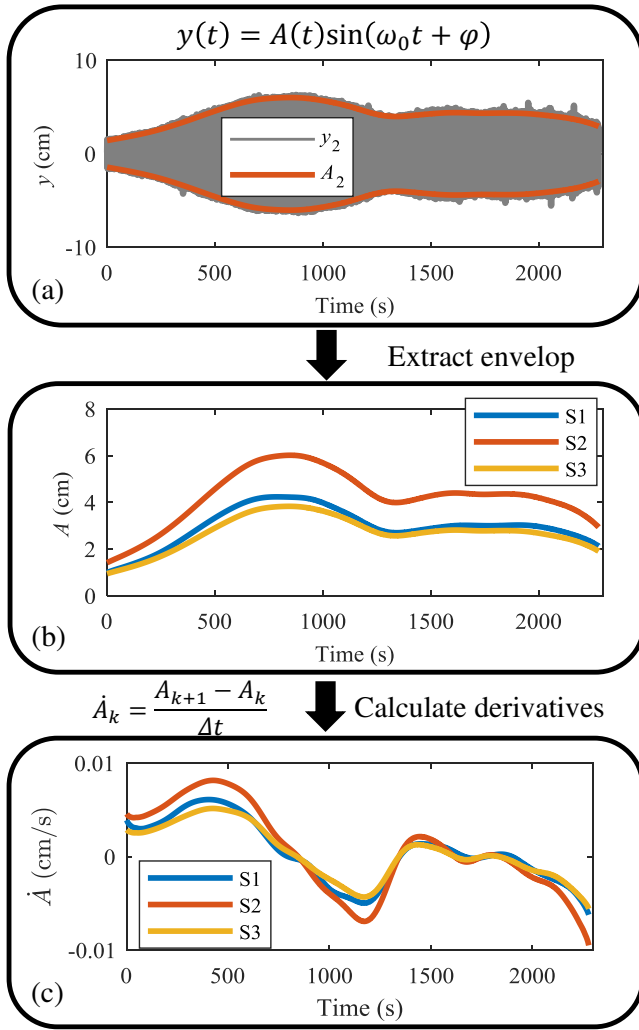 y(t) = A(t)sin(ω₀t + φ)
10
0
-10
y (cm)
y₂
A₂
0 500 1000 1500 2000
Time (s)
(a)
Extract envelop
8
6
4
2
0
A (cm)
S1
S2
S3
0 500 1000 1500 2000
Time (s)
(b)
Ȧₖ = (Aₖ₊₁ − Aₖ)/Δt
Calculate derivatives
0.01
0
-0.01
Ȧ (cm/s)
S1
S2
S3
0 500 1000 1500 2000
Time (s)
(c)